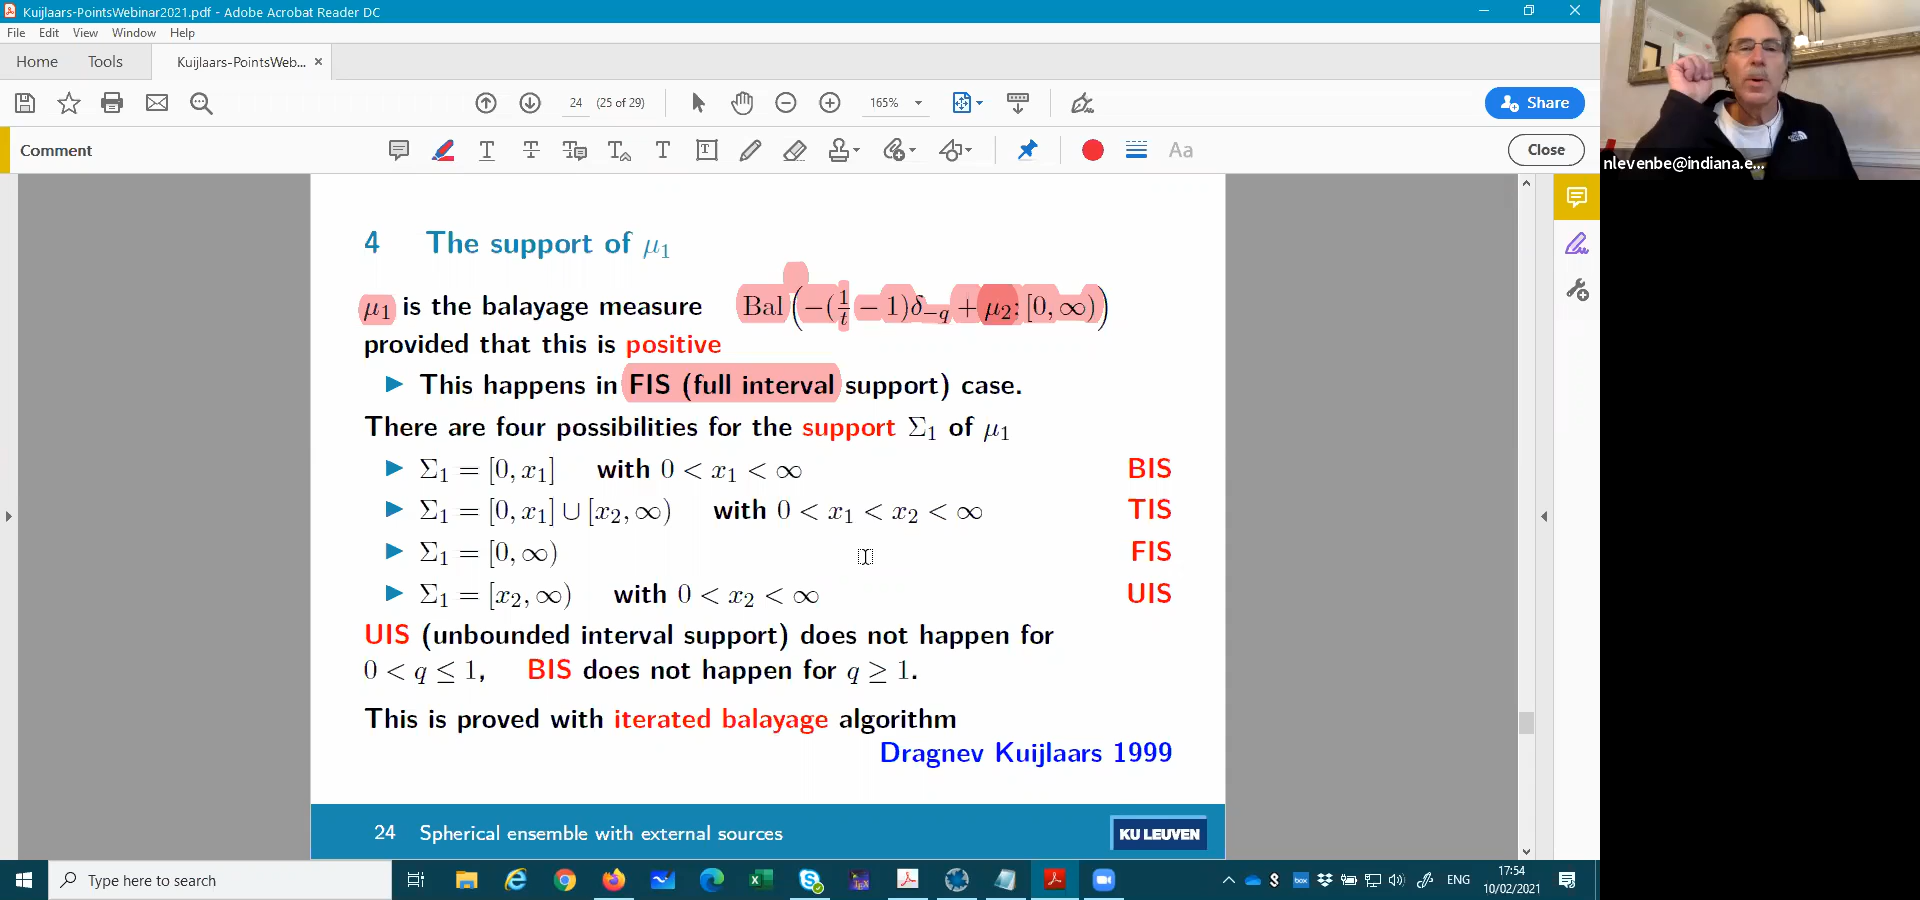 Kuijlaars-PointsWebinar2021.pdf - Adobe Acrobat Reader DC
File Edit View Window Help
Home Tools Kuijlaars-PointsWeb... ×
24 (25 of 29) 165% Share
Comment Aa Close
nlevenbe@indiana.e...
4 The support of μ₁
μ₁ is the balayage measure Bal(−(1/t − 1)δ₋q + μ₂; [0, ∞))
provided that this is positive
▶ This happens in FIS (full interval support) case.
There are four possibilities for the support Σ₁ of μ₁
▶ Σ₁ = [0, x₁] with 0 < x₁ < ∞ BIS
▶ Σ₁ = [0, x₁] ∪ [x₂, ∞) with 0 < x₁ < x₂ < ∞ TIS
▶ Σ₁ = [0, ∞) FIS
▶ Σ₁ = [x₂, ∞) with 0 < x₂ < ∞ UIS
UIS (unbounded interval support) does not happen for
0 < q ≤ 1, BIS does not happen for q ≥ 1.
This is proved with iterated balayage algorithm
Dragnev Kuijlaars 1999
24 Spherical ensemble with external sources KU LEUVEN
Type here to search ENG 17:54
10/02/2021